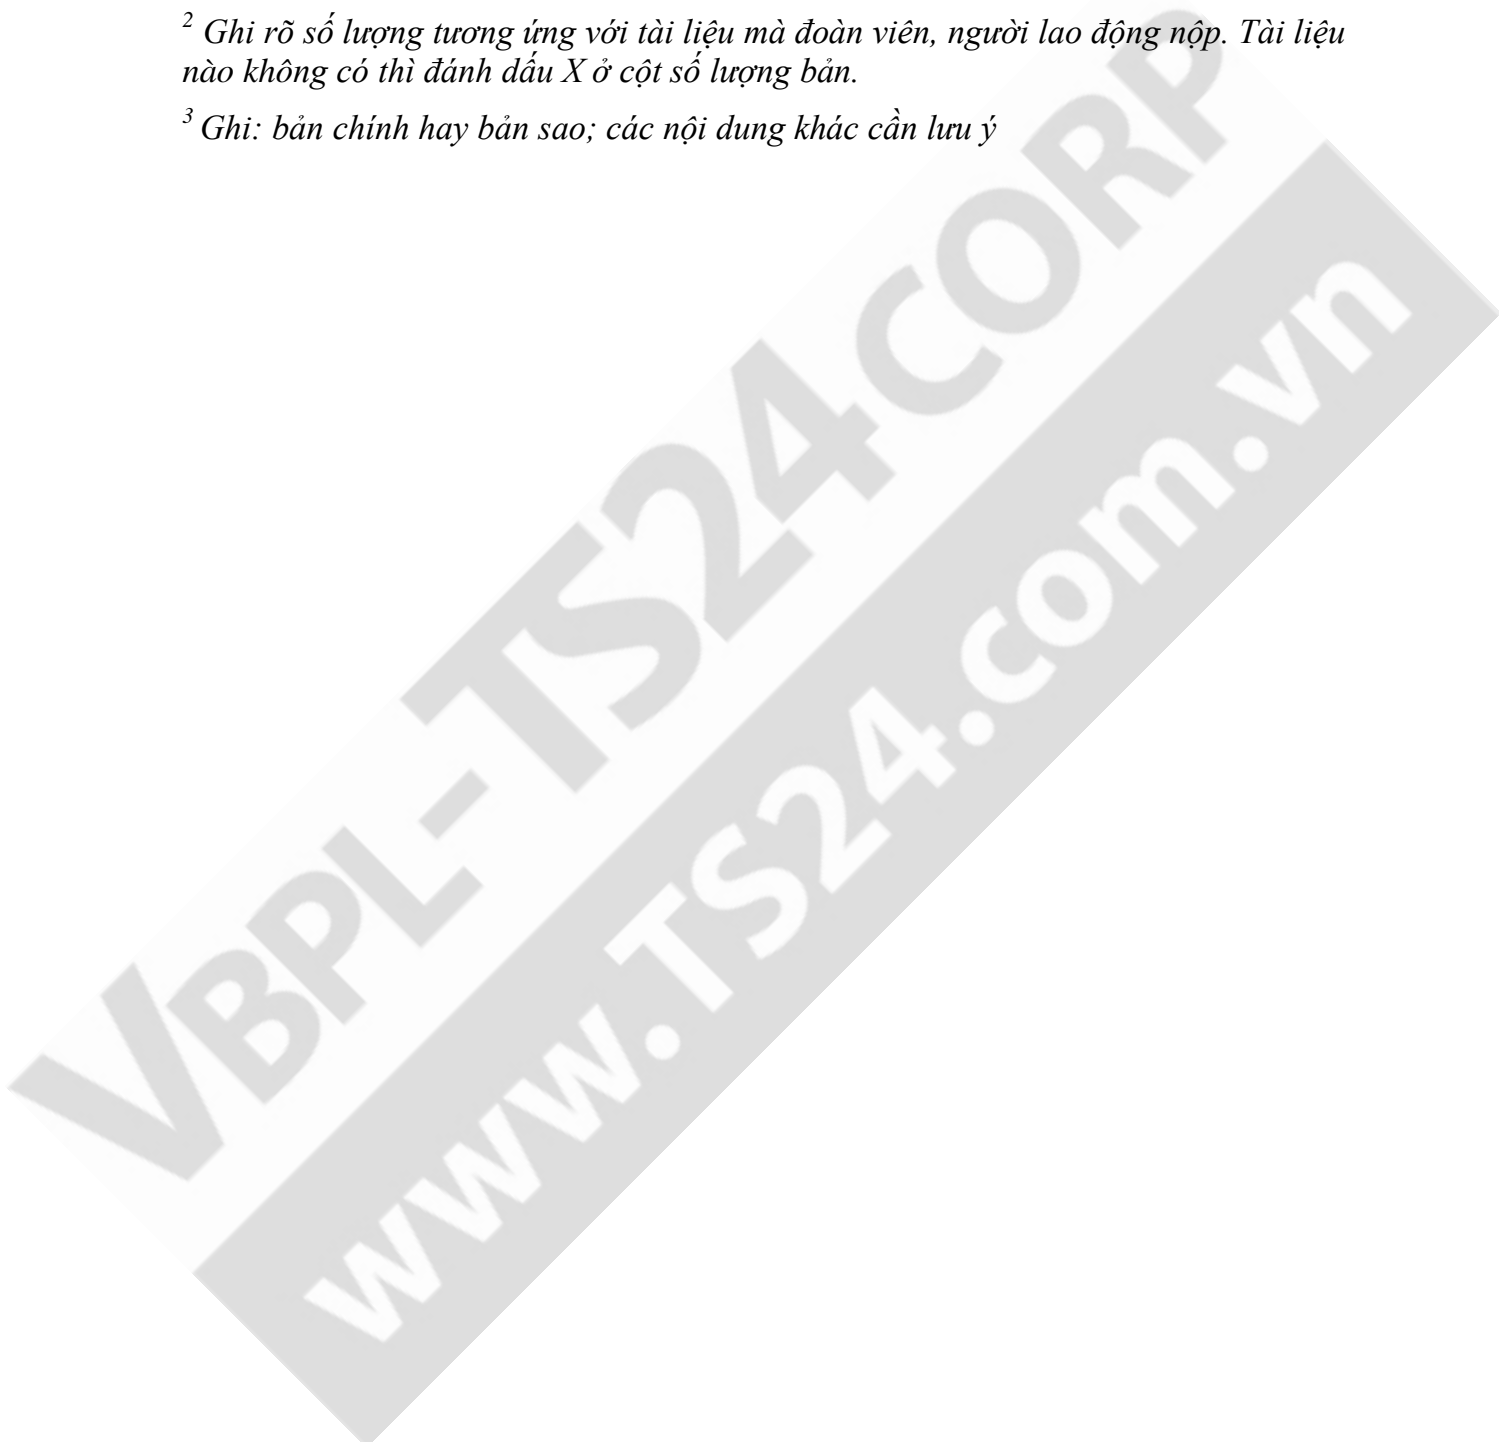 ² Ghi rõ số lượng tương ứng với tài liệu mà đoàn viên, người lao động nộp. Tài liệu
nào không có thì đánh dấu X ở cột số lượng bản.
³ Ghi: bản chính hay bản sao; các nội dung khác cần lưu ý
VBPL-TS24CORP
www.TS24.com.vn